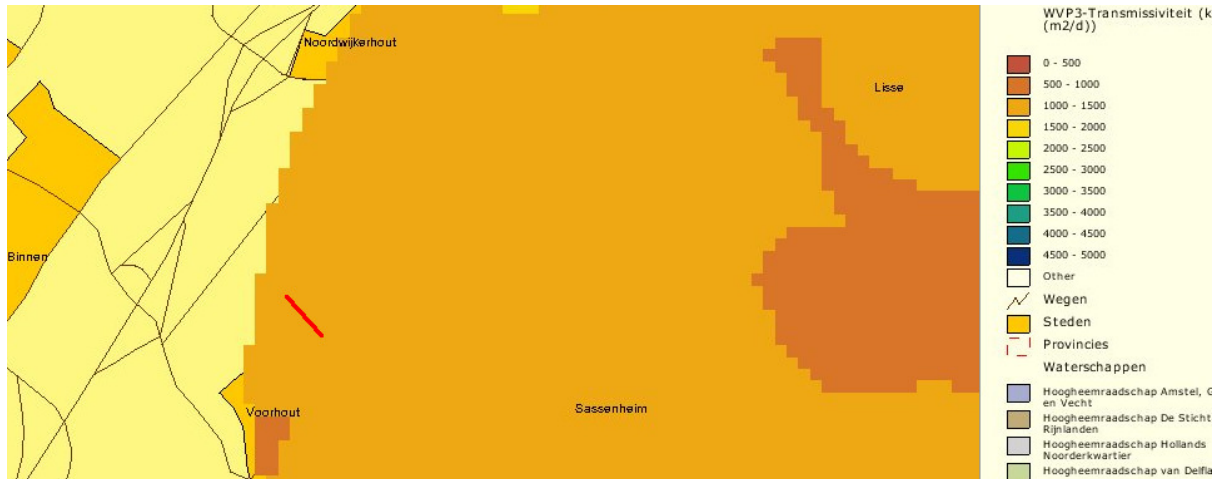 Noordwijkerhout
Lisse
Binnen
Voorhout
Sassenheim
WVP3-Transmissiviteit (k
(m2/d))
0 - 500
500 - 1000
1000 - 1500
1500 - 2000
2000 - 2500
2500 - 3000
3000 - 3500
3500 - 4000
4000 - 4500
4500 - 5000
Other
Wegen
Steden
Provincies
Waterschappen
Hoogheemraadschap Amstel, G
en Vecht
Hoogheemraadschap De Sticht
Rijnlanden
Hoogheemraadschap Hollands
Noorderkwartier
Hoogheemraadschap van Delfla